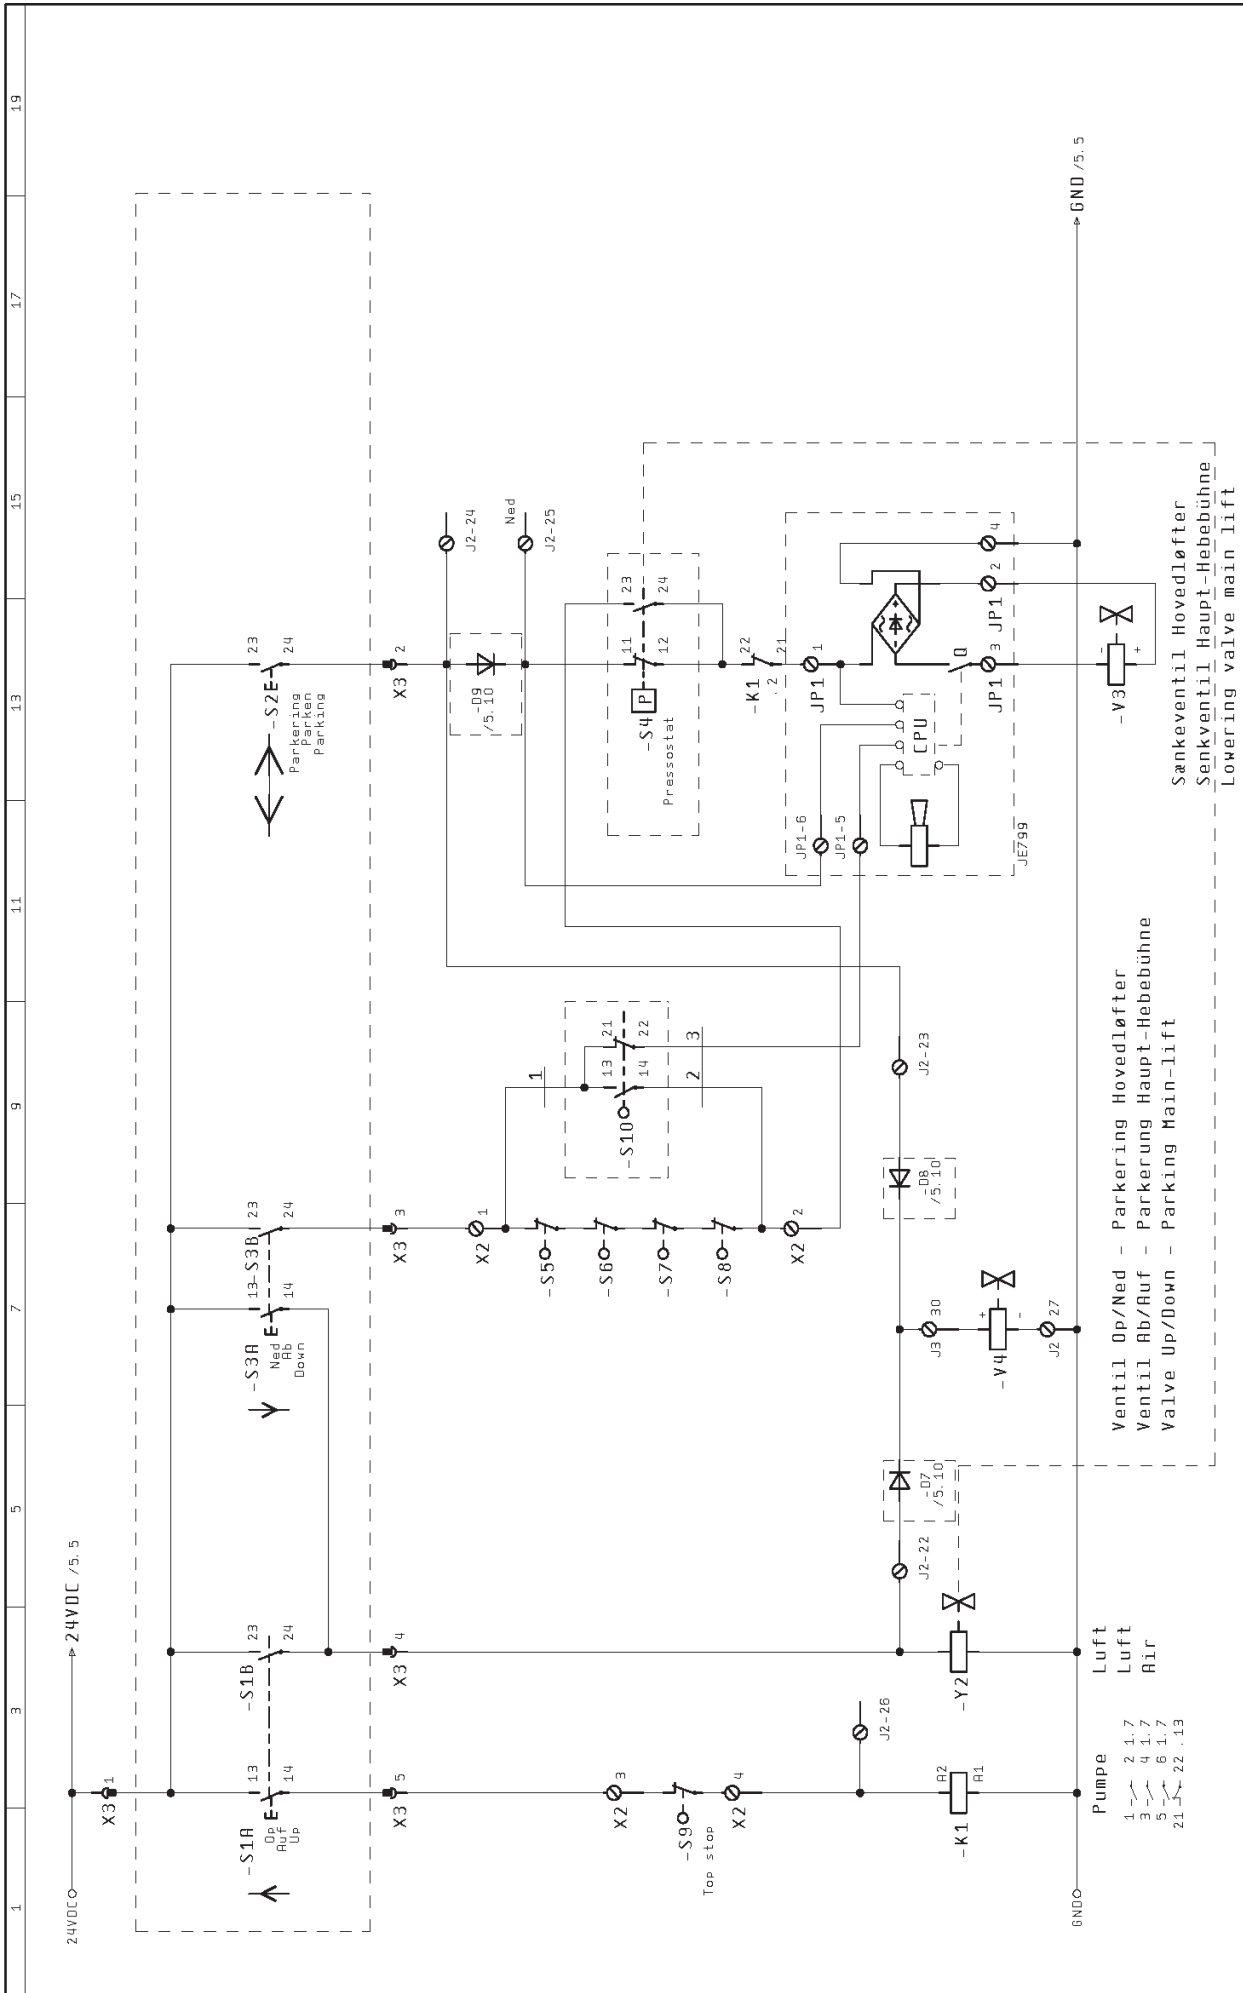 1
3
5
7
9
11
13
15
17
19
24VDC
24VDC /5.5
X3
1
-S1A
Op
Auf
Up
13
14
-S1B
23
24
-S3A
Ned
Ab
Down
13
14
-S3B
23
24
-S2
Parkering
Parken
Parking
23
24
X3
5
X3
4
X3
3
X3
2
X2
3
-S9
Top stop
X2
4
J2-26
X2
1
-S5
-S6
-S7
-S8
X2
2
1
-S10
13
14
21
22
2
3
-D9
/5.10
J2-24
Ned
J2-25
-S4
P
Pressostat
11
12
23
24
-K1
.2
22
21
JP1
1
JP1-6
JP1-5
CPU
Q
JP1
3
JP1
2
4
JE799
J2-22
-D7
/5.10
-D8
/5.10
J2-23
J3
30
-V4
+
-
J2
27
-V3
-
+
-K1
A2
A1
-Y2
GND
GND /5.5
Pumpe
1 2 1.7
3 4 1.7
5 6 1.7
21 22 .13
Luft
Luft
Air
Ventil Op/Ned - Parkering Hovedløfter
Ventil Ab/Auf - Parkerung Haupt-Hebebühne
Valve Up/Down - Parking Main-lift
Sænkeventil Hovedløfter
Senkventil Haupt-Hebebühne
Lowering valve main lift